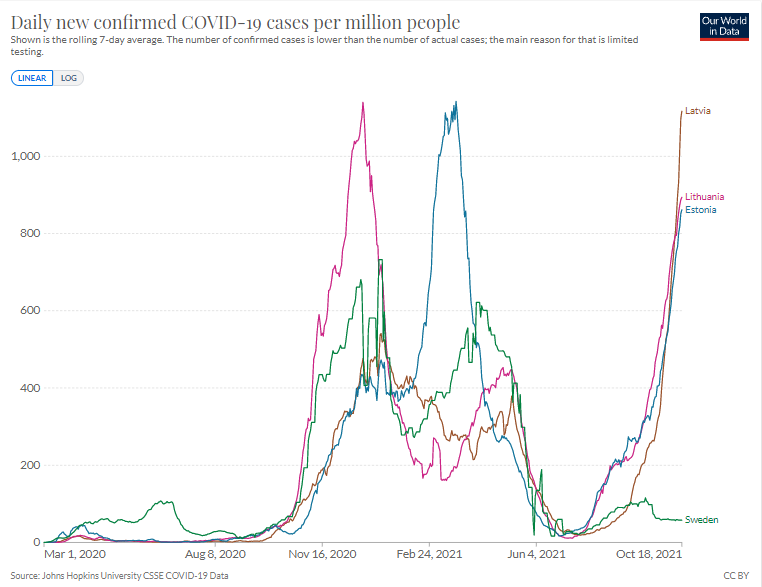 Daily new confirmed COVID-19 cases per million people
Our World
in Data
Shown is the rolling 7-day average. The number of confirmed cases is lower than the number of actual cases; the main reason for that is limited
testing.
LINEAR LOG
Latvia
1,000
Lithuania
Estonia
800
600
400
200
Sweden
0
Mar 1, 2020 Aug 8, 2020 Nov 16, 2020 Feb 24, 2021 Jun 4, 2021 Oct 18, 2021
Source: Johns Hopkins University CSSE COVID-19 Data CC BY